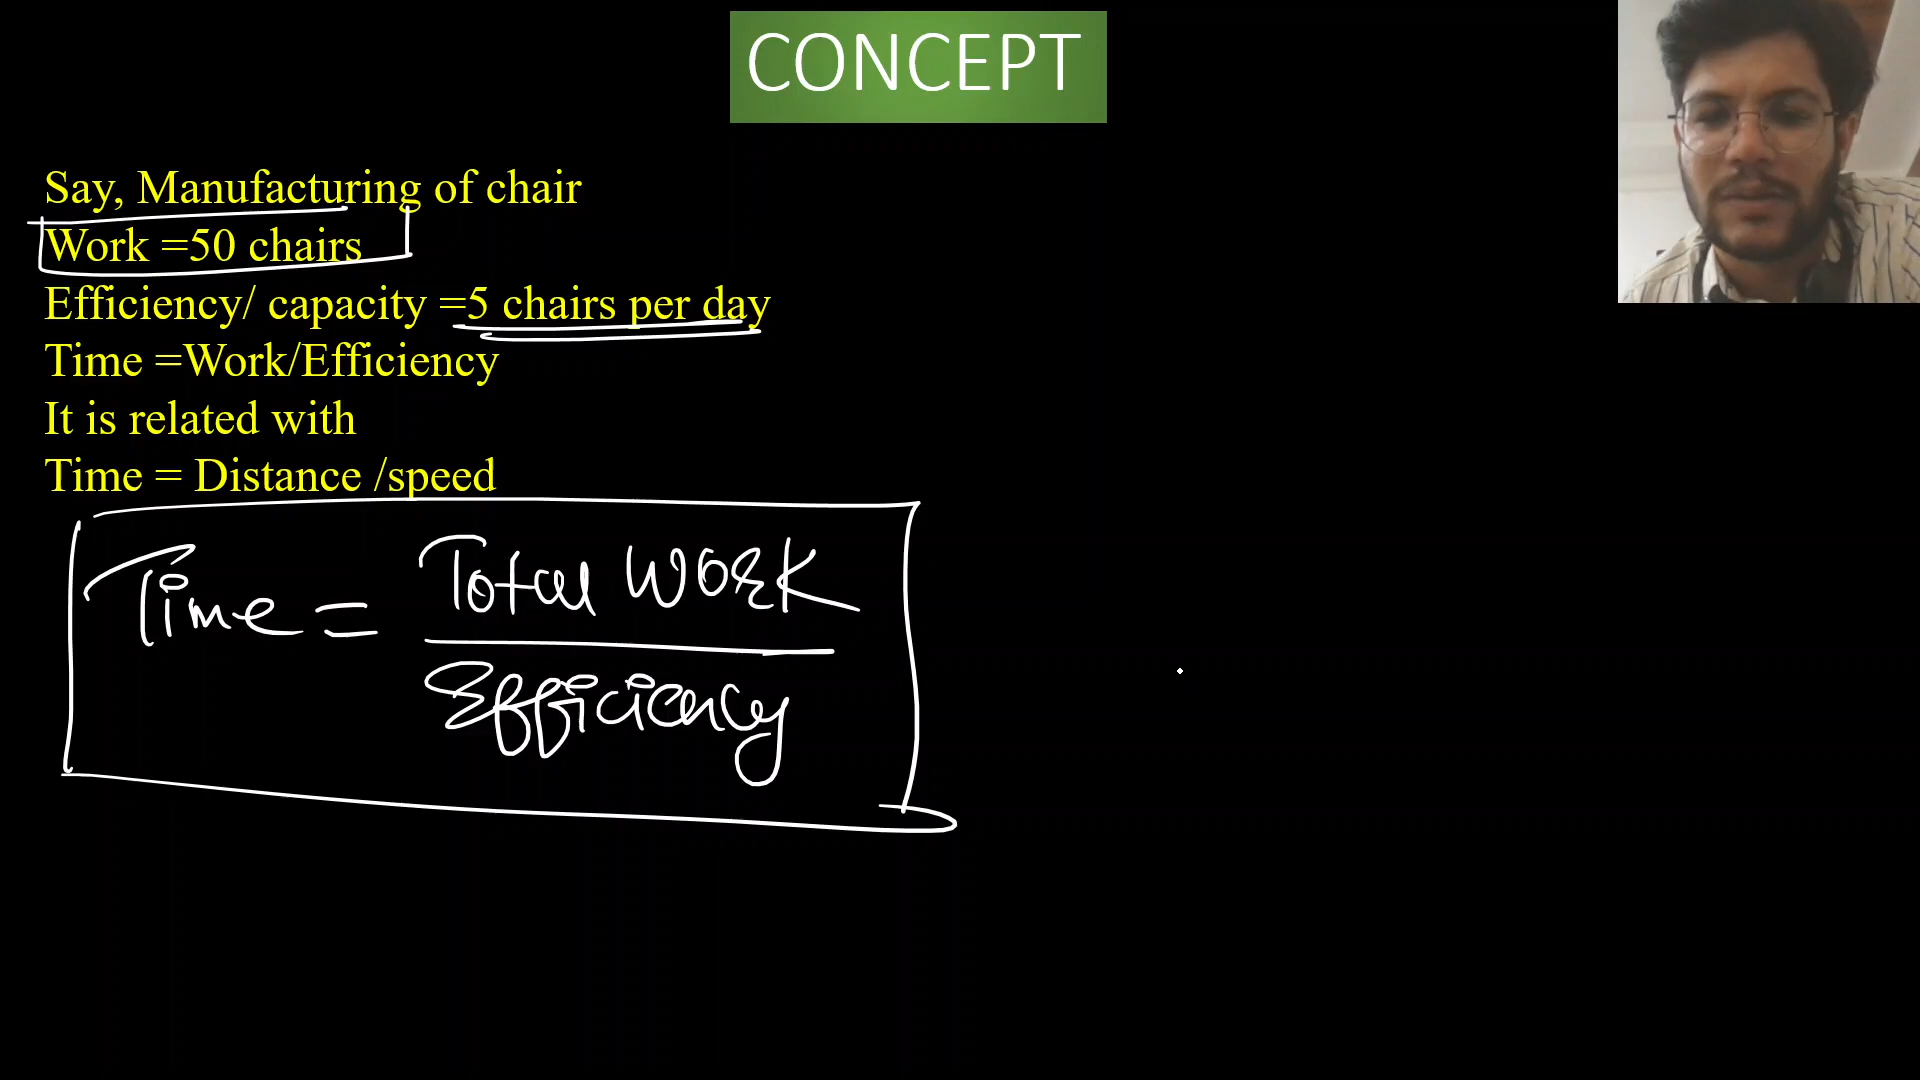 CONCEPT
Say, Manufacturing of chair
Work =50 chairs
Efficiency/ capacity =5 chairs per day
Time =Work/Efficiency
It is related with
Time = Distance /speed
Time = Total WORK
Efficiency